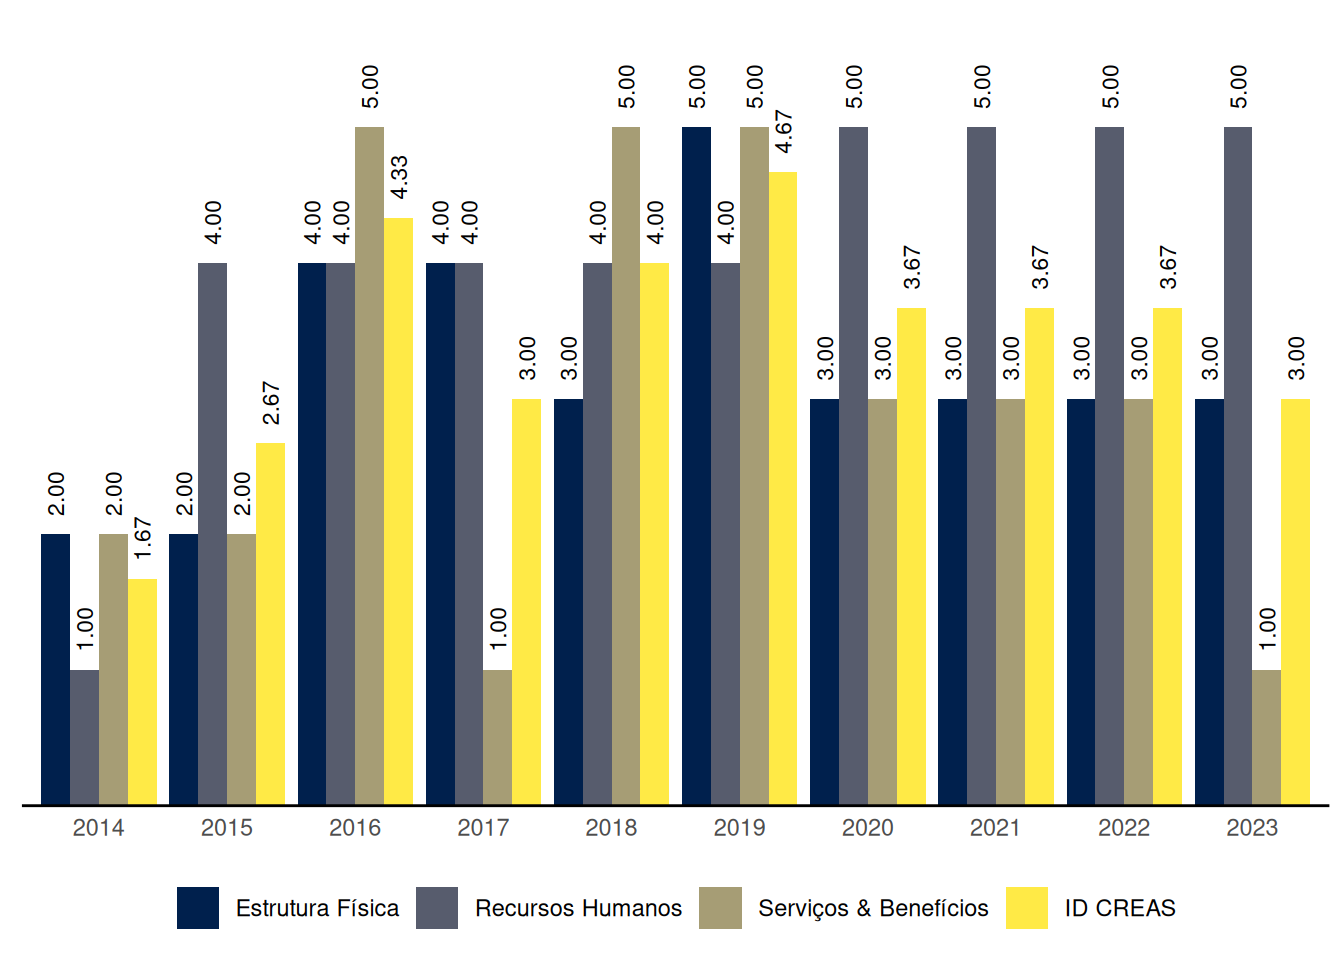 2.00 1.00 2.00 1.67
2.00 4.00 2.00 2.67
4.00 4.00 5.00 4.33
4.00 4.00 1.00 3.00
3.00 4.00 5.00 4.00
5.00 4.00 5.00 4.67
3.00 5.00 3.00 3.67
3.00 5.00 3.00 3.67
3.00 5.00 3.00 3.67
3.00 5.00 1.00 3.00
2014 2015 2016 2017 2018 2019 2020 2021 2022 2023
Estrutura Física Recursos Humanos Serviços & Benefícios ID CREAS